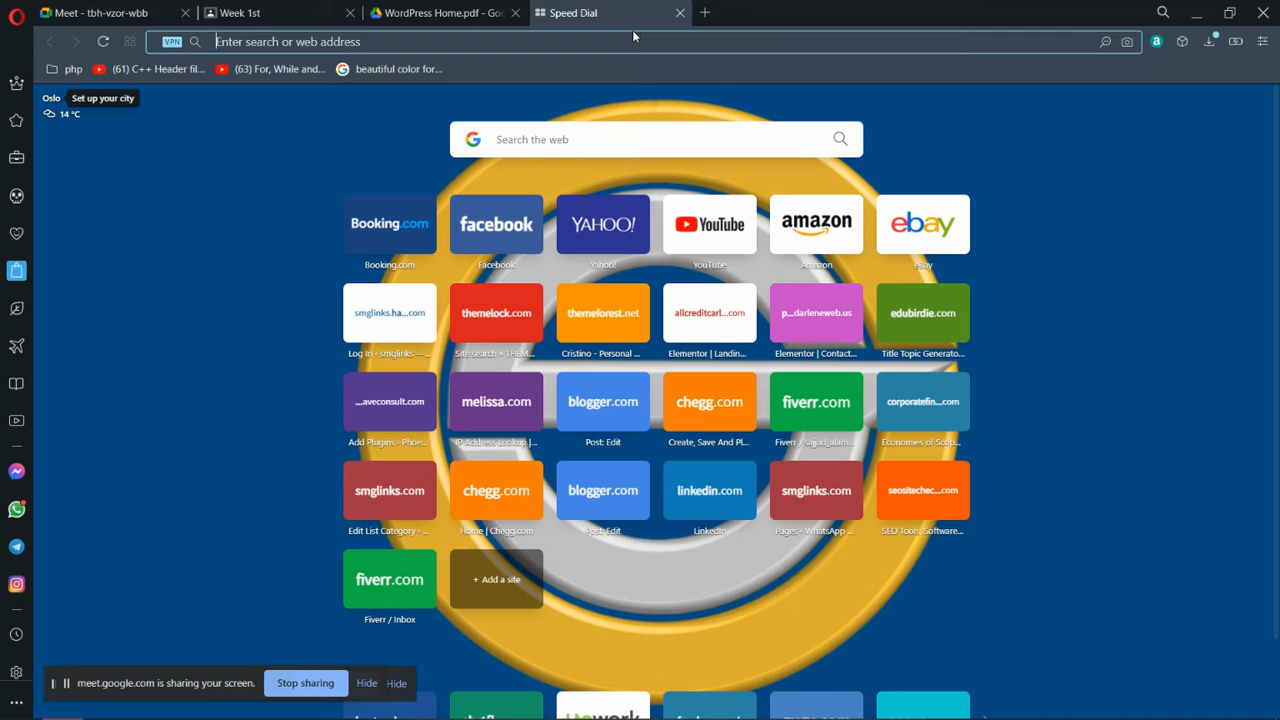 Meet - tbh-vzor-wbb
Week 1st
WordPress Home.pdf - Goo
Speed Dial
VPN
Enter search or web address
php
(61) C++ Header fil...
(63) For, While and...
beautiful color for...
Oslo
Set up your city
14 °C
Search the web
Booking.com
facebook
YAHOO!
YouTube
amazon
ebay
Booking.com
Facebook
Yahoo!
YouTube
Amazon
eBay
smglinks.ha...com
themelock.com
themeforest.net
allcreditcarl...com
p...darleneweb.us
edubirdie.com
Log In ‹ smglinks —...
Site search » THEM...
Cristino - Personal ...
Elementor | Landin...
Elementor | Contact...
Title Topic Generato...
...aveconsult.com
melissa.com
blogger.com
chegg.com
fiverr.com
corporatefin...com
Add Plugins ‹ Phoe...
IP Address Lookup |...
Post: Edit
Create, Save And Pl...
Fiverr / sajjad_alam...
Economies of Scop...
smglinks.com
chegg.com
blogger.com
linkedin.com
smglinks.com
seositechec...com
Edit List Category ‹ ...
Home | Chegg.com
Post: Edit
LinkedIn
Pages ‹ WhatsApp ...
SEO Tools, Software...
fiverr.com
+ Add a site
Fiverr / Inbox
meet.google.com is sharing your screen.
Stop sharing
Hide
Hide